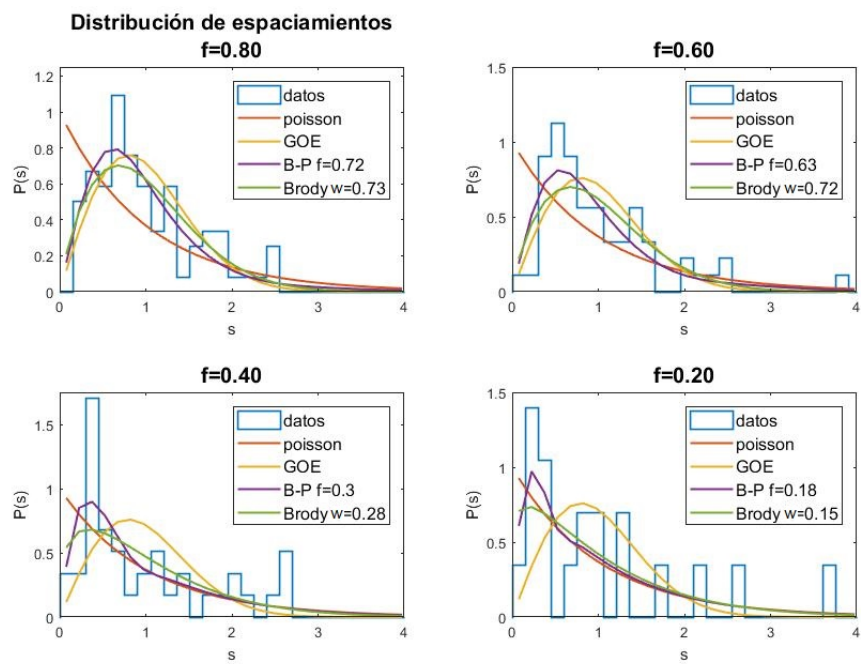 Distribución de espaciamientos
f=0.80
1.2
1
0.8
0.6
0.4
0.2
0
P(s)
0
1
2
3
4
s
datos
poisson
GOE
B-P f=0.72
Brody w=0.73
f=0.60
1.5
1
0.5
0
P(s)
0
1
2
3
4
s
datos
poisson
GOE
B-P f=0.63
Brody w=0.72
f=0.40
1.5
1
0.5
0
P(s)
0
1
2
3
4
s
datos
poisson
GOE
B-P f=0.3
Brody w=0.28
f=0.20
1.5
1
0.5
0
P(s)
0
1
2
3
4
s
datos
poisson
GOE
B-P f=0.18
Brody w=0.15